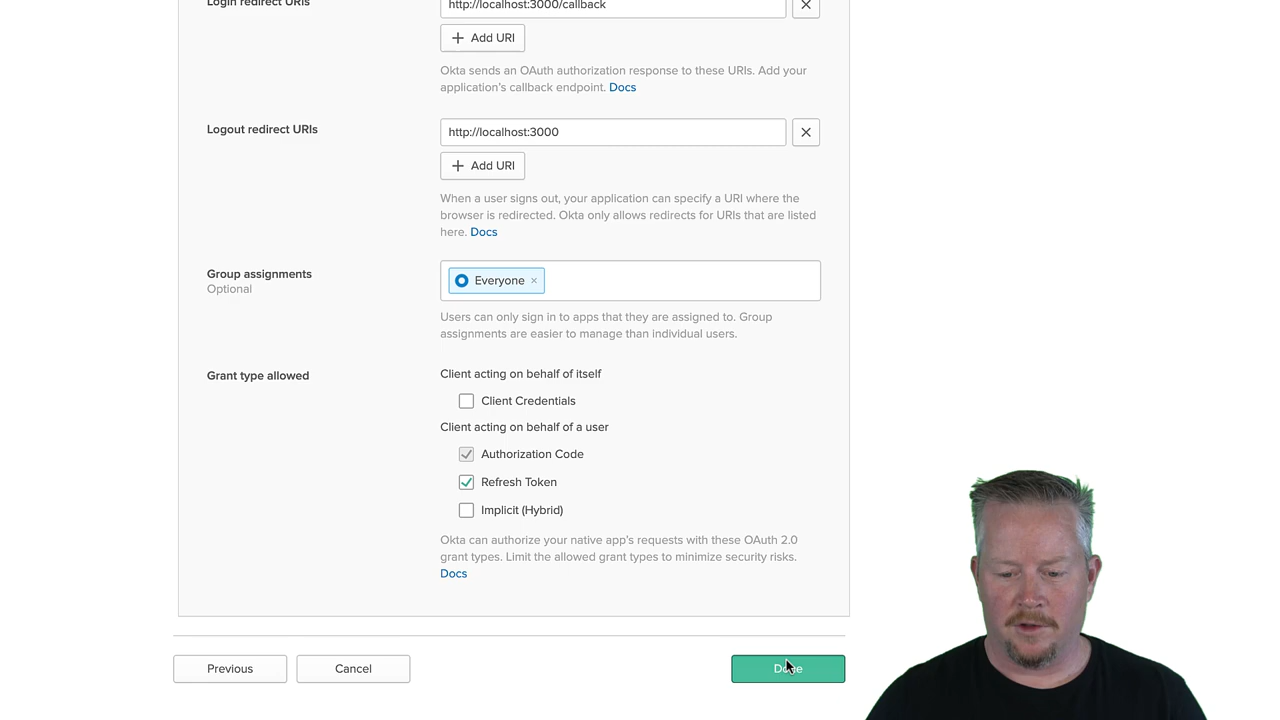 Login redirect URIs
http://localhost:3000/callback
Add URI
Okta sends an OAuth authorization response to these URIs. Add your
application's callback endpoint. Docs
Logout redirect URIs
http://localhost:3000
Add URI
When a user signs out, your application can specify a URI where the
browser is redirected. Okta only allows redirects for URIs that are listed
here. Docs
Group assignments
Optional
Everyone
Users can only sign in to apps that they are assigned to. Group
assignments are easier to manage than individual users.
Grant type allowed
Client acting on behalf of itself
Client Credentials
Client acting on behalf of a user
Authorization Code
Refresh Token
Implicit (Hybrid)
Okta can authorize your native app's requests with these OAuth 2.0
grant types. Limit the allowed grant types to minimize security risks.
Docs
Previous
Cancel
Done